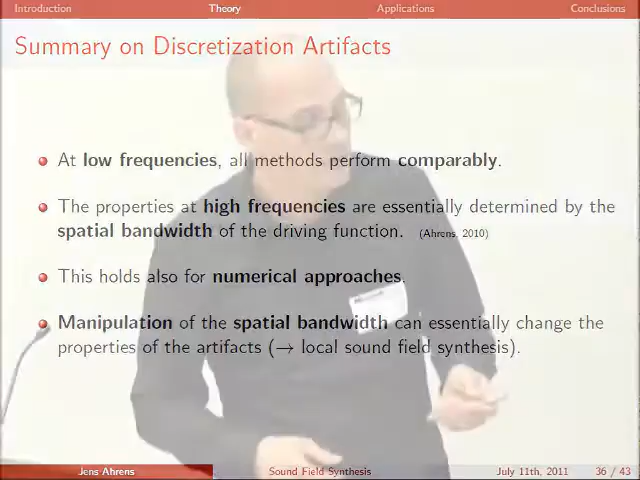 Introduction Theory Applications Conclusions
Summary on Discretization Artifacts
At low frequencies, all methods perform comparably.
The properties at high frequencies are essentially determined by the
spatial bandwidth of the driving function. (Ahrens, 2010)
This holds also for numerical approaches.
Manipulation of the spatial bandwidth can essentially change the
properties of the artifacts (→ local sound field synthesis).
Jens Ahrens Sound Field Synthesis July 11th, 2011 36 / 43